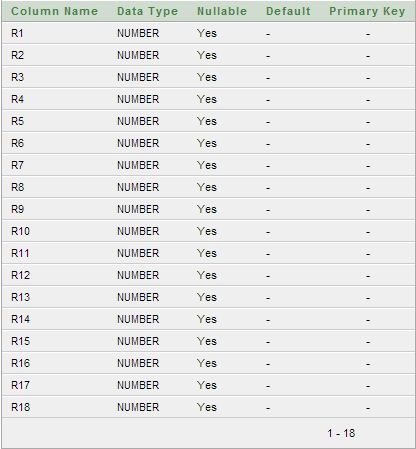 Column Name Data Type Nullable Default Primary Key
R1 NUMBER Yes - -
R2 NUMBER Yes - -
R3 NUMBER Yes - -
R4 NUMBER Yes - -
R5 NUMBER Yes - -
R6 NUMBER Yes - -
R7 NUMBER Yes - -
R8 NUMBER Yes - -
R9 NUMBER Yes - -
R10 NUMBER Yes - -
R11 NUMBER Yes - -
R12 NUMBER Yes - -
R13 NUMBER Yes - -
R14 NUMBER Yes - -
R15 NUMBER Yes - -
R16 NUMBER Yes - -
R17 NUMBER Yes - -
R18 NUMBER Yes - -
1 - 18